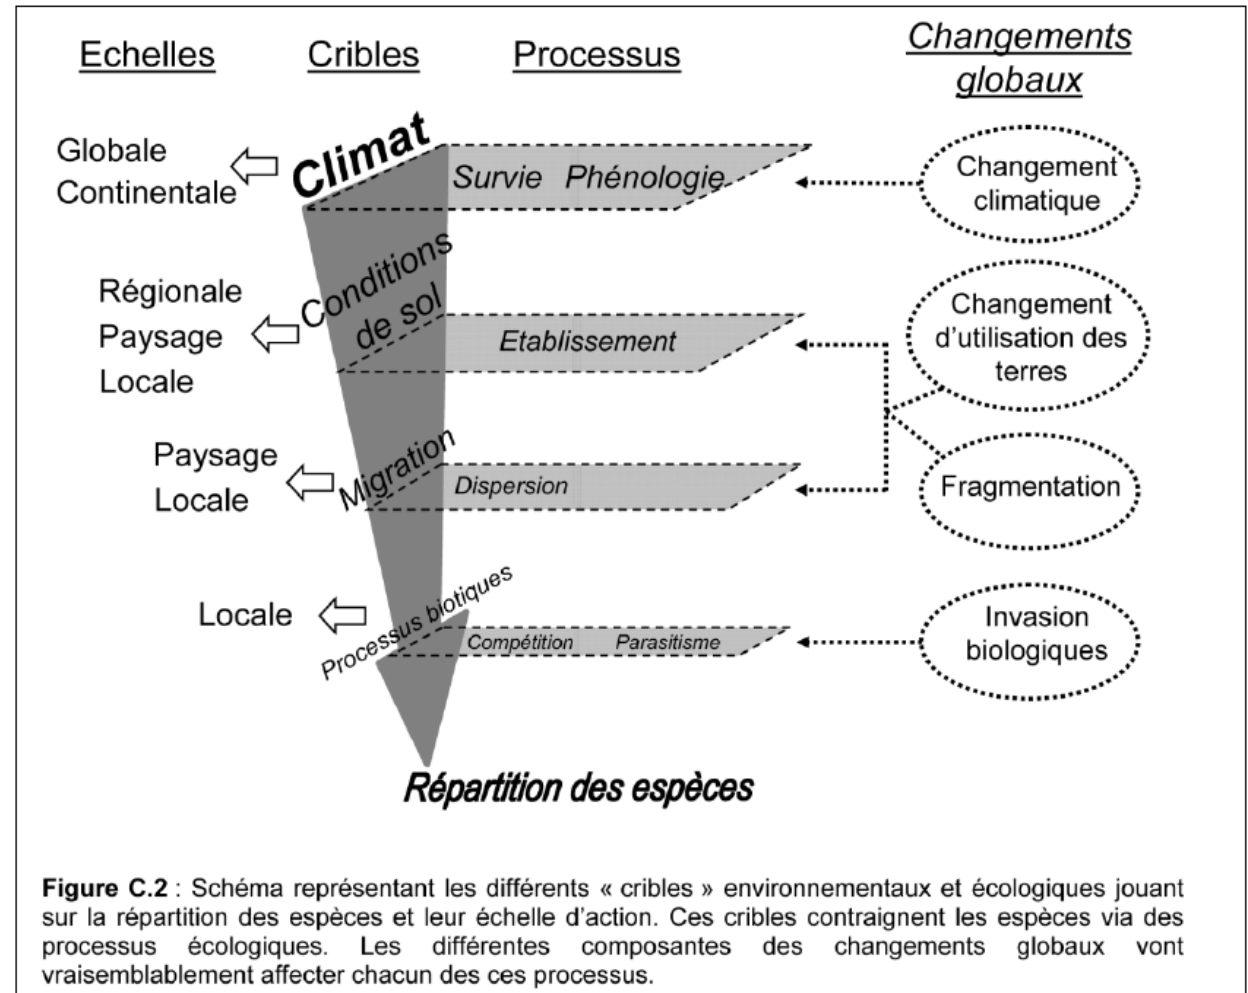 Echelles
Cribles
Processus
Changements
globaux
Globale
Continentale
Climat
Survie Phénologie
Changement
climatique
Régionale
Paysage
Locale
Conditions
de sol
Etablissement
Changement
d'utilisation des
terres
Paysage
Locale
Migration
Dispersion
Fragmentation
Locale
Processus biotiques
Compétition Parasitisme
Invasion
biologiques
Répartition des espèces
Figure C.2 : Schéma représentant les différents « cribles » environnementaux et écologiques jouant
sur la répartition des espèces et leur échelle d'action. Ces cribles contraignent les espèces via des
processus écologiques. Les différentes composantes des changements globaux vont
vraisemblablement affecter chacun des ces processus.